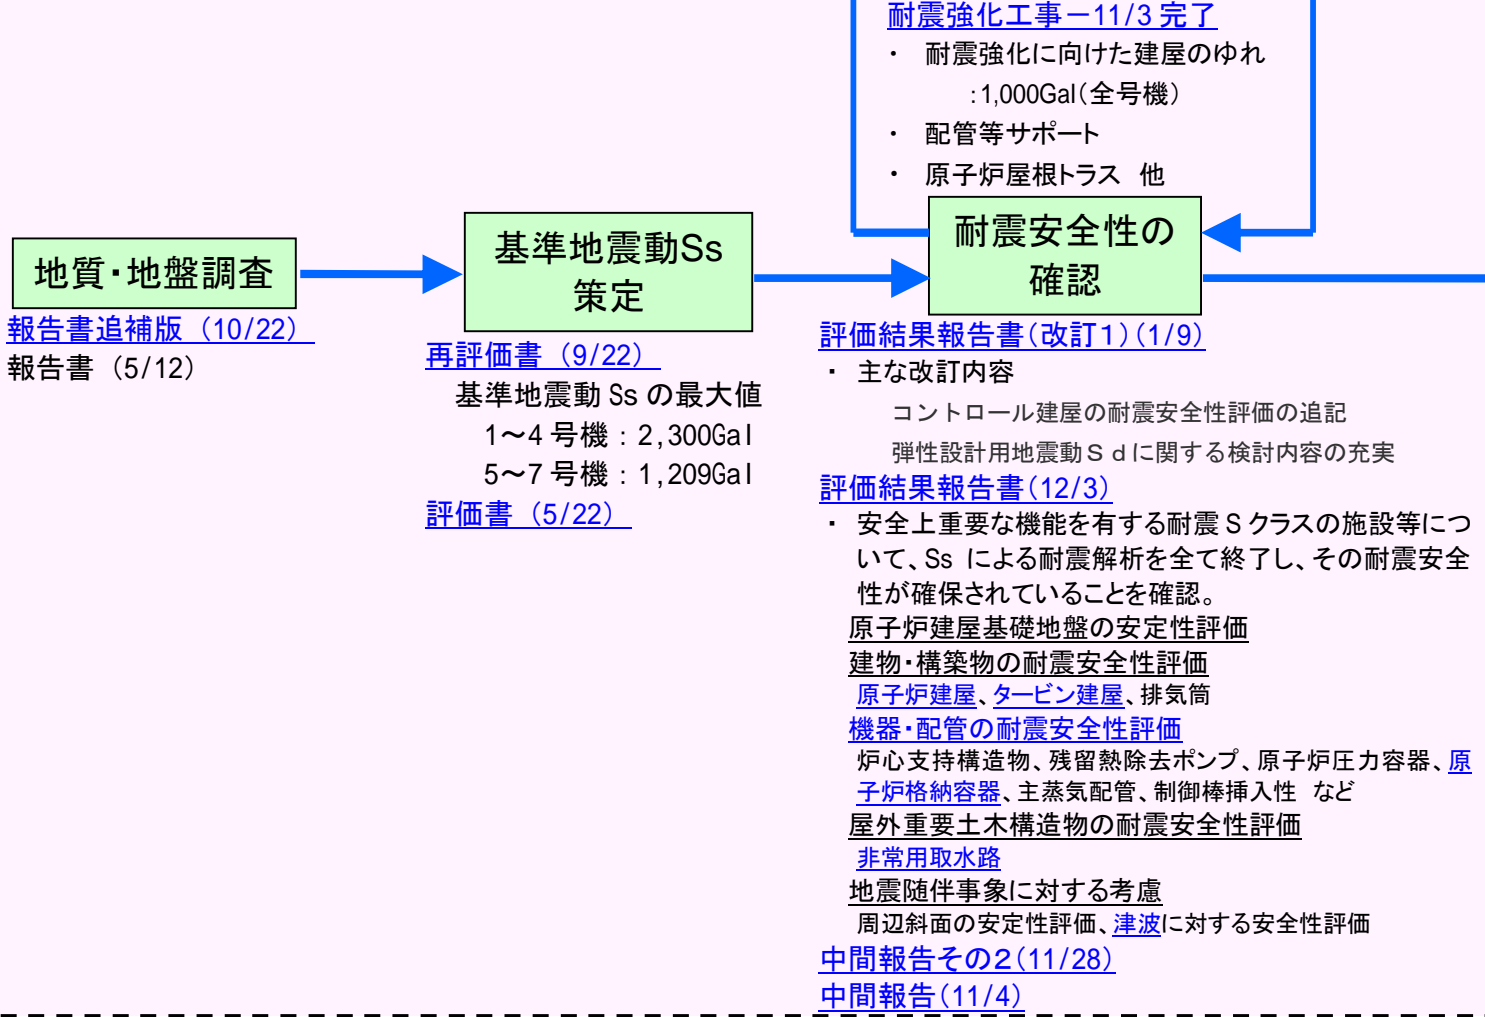 耐震強化工事－11/3 完了
・ 耐震強化に向けた建屋のゆれ
：1,000Gal（全号機）
・ 配管等サポート
・ 原子炉屋根トラス 他
地質・地盤調査
報告書追補版（10/22）
報告書（5/12）
基準地震動Ss
策定
再評価書（9/22）
基準地震動 Ss の最大値
1～4 号機：2,300Gal
5～7 号機：1,209Gal
評価書（5/22）
耐震安全性の
確認
評価結果報告書（改訂１）（1/9）
・ 主な改訂内容
コントロール建屋の耐震安全性評価の追記
弾性設計用地震動Ｓｄに関する検討内容の充実
評価結果報告書（12/3）
・ 安全上重要な機能を有する耐震 S クラスの施設等につ
いて、Ss による耐震解析を全て終了し、その耐震安全
性が確保されていることを確認。
原子炉建屋基礎地盤の安定性評価
建物・構築物の耐震安全性評価
原子炉建屋、タービン建屋、排気筒
機器・配管の耐震安全性評価
炉心支持構造物、残留熱除去ポンプ、原子炉圧力容器、原
子炉格納容器、主蒸気配管、制御棒挿入性 など
屋外重要土木構造物の耐震安全性評価
非常用取水路
地震随伴事象に対する考慮
周辺斜面の安定性評価、津波に対する安全性評価
中間報告その２（11/28）
中間報告（11/4）